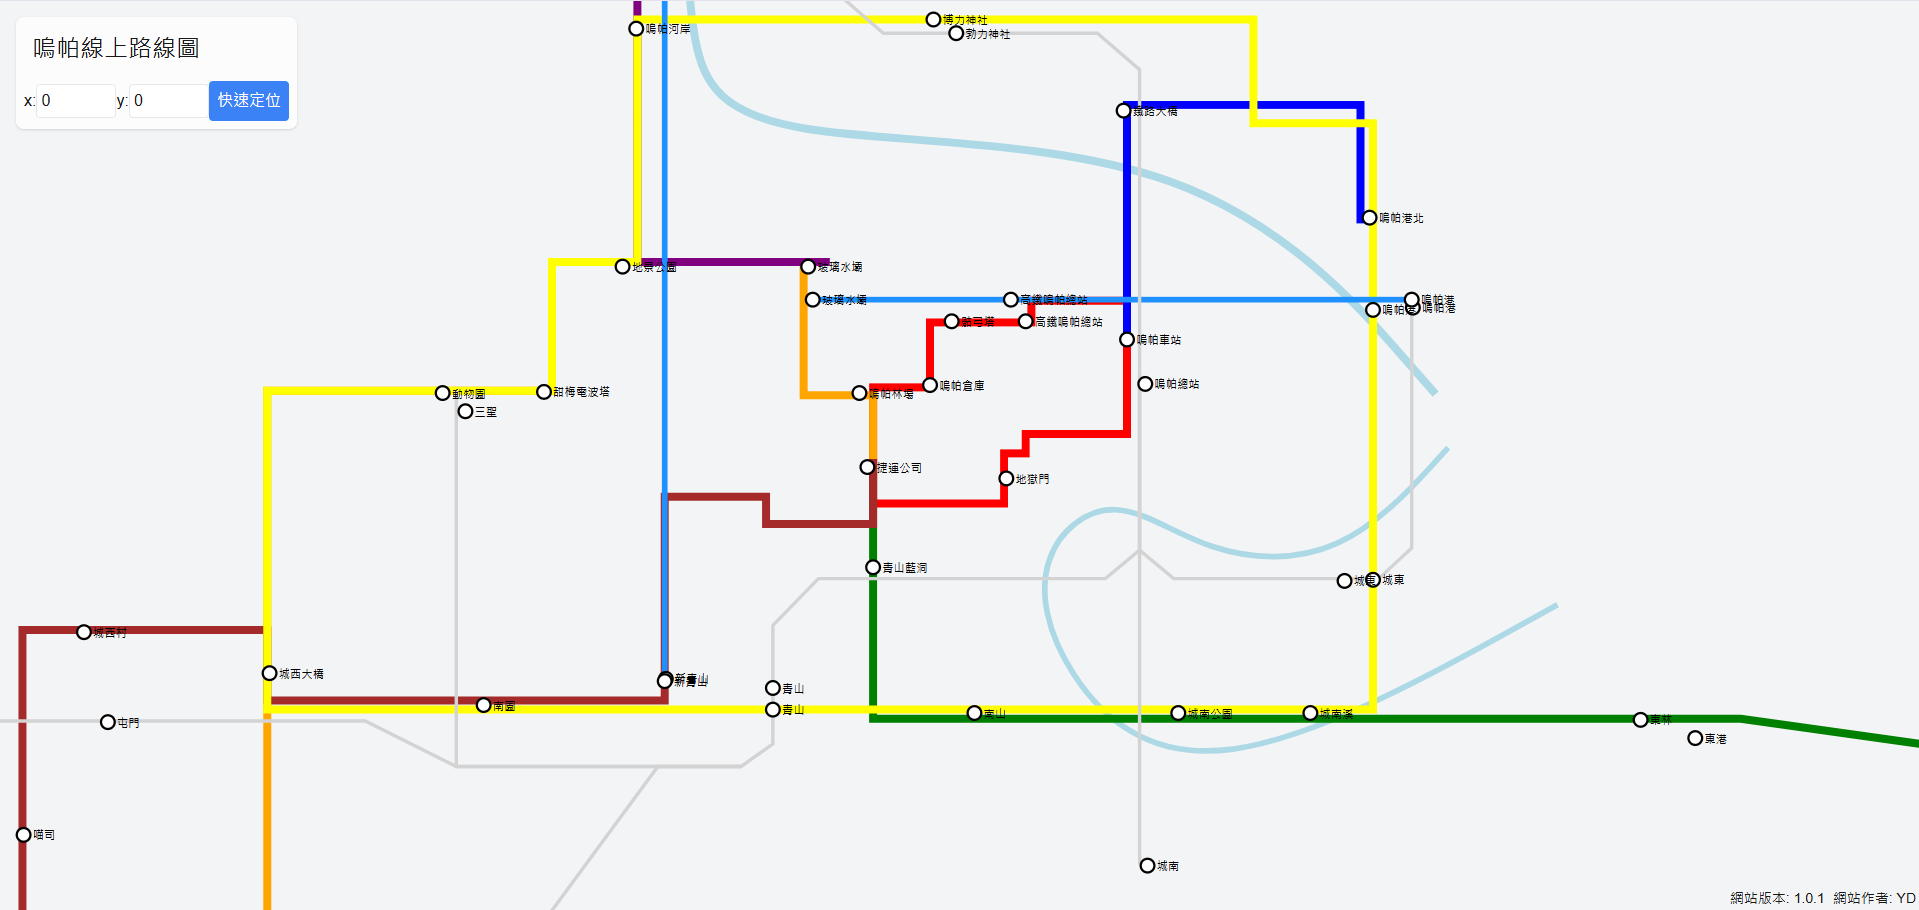 嗚帕線上路線圖
x: 0 y: 0 快速定位
嗚帕河岸
博力神社
勃力神社
鐵路大橋
嗚帕港北
地景公園
玻璃水壩
玻璃水壩
高鐵嗚帕總站
嗚帕港
嗚帕港
嗚帕港
高鐵嗚帕總站
嗚帕車站
嗚帕總站
嗚帕倉庫
嗚帕林場
動物園
甜梅電波塔
三聖
捷運公司
地獄門
青山藍洞
城東
城東
城西村
城西大橋
新青山
新青山
青山
南園
青山
南山
城南公園
城南溪
東林
東港
屯門
喵司
城南
網站版本: 1.0.1 網站作者: YD